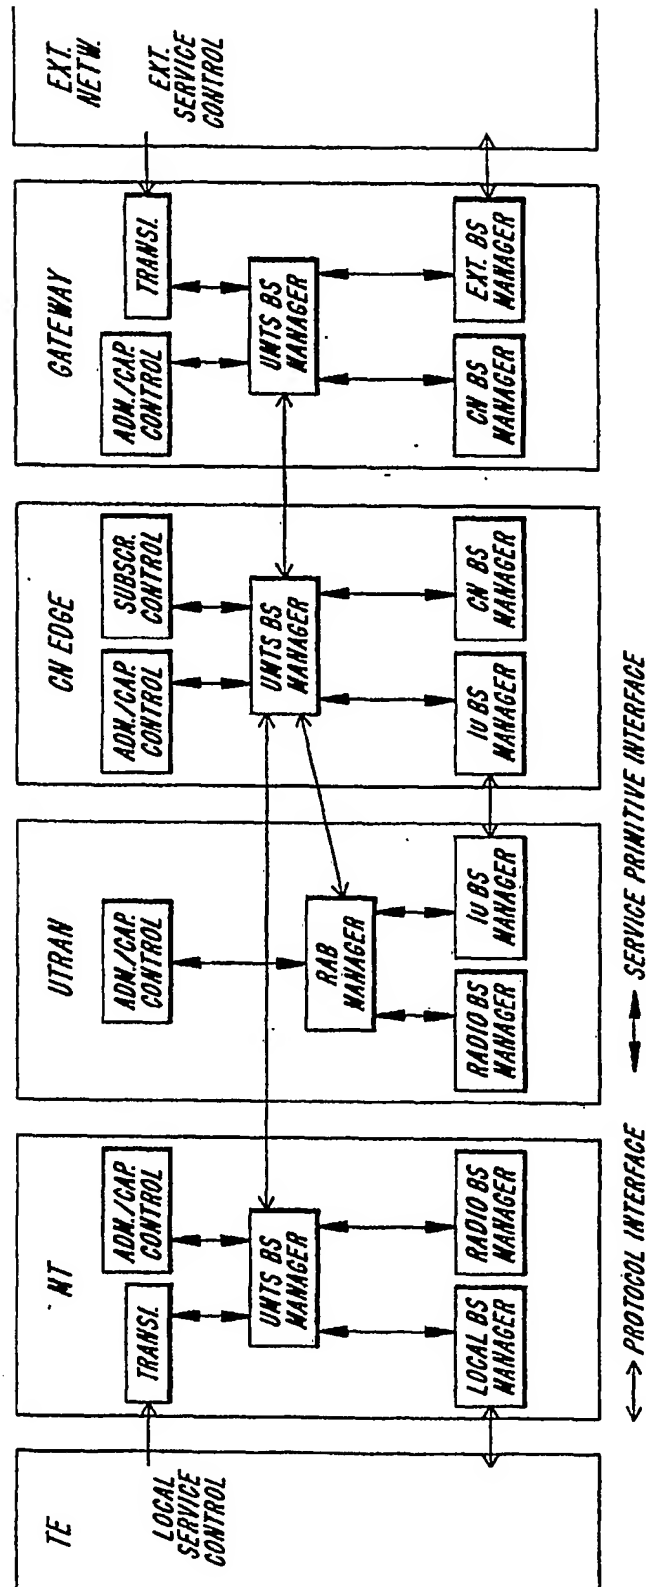 TE
LOCAL
SERVICE
CONTROL
MT
TRANSL.
ADM./CAP.
CONTROL
UMTS BS
MANAGER
LOCAL BS
MANAGER
RADIO BS
MANAGER
UTRAN
ADM./CAP.
CONTROL
RAB
MANAGER
RADIO BS
MANAGER
IU BS
MANAGER
CN EDGE
ADM./CAP.
CONTROL
SUBSCR.
CONTROL
UMTS BS
MANAGER
IU BS
MANAGER
CN BS
MANAGER
GATEWAY
ADM./CAP.
CONTROL
TRANSL.
UMTS BS
MANAGER
CN BS
MANAGER
EXT. BS
MANAGER
EXT.
NETW.
EXT.
SERVICE
CONTROL
PROTOCOL INTERFACE
SERVICE PRIMITIVE INTERFACE